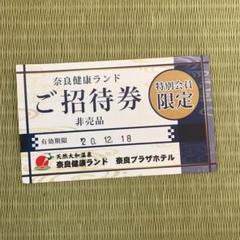 奈良健康ランド
ご招待券
非売品
特別会員
限定
有効期限 '20.12.18
天然大和温泉
奈良健康ランド 奈良プラザホテル